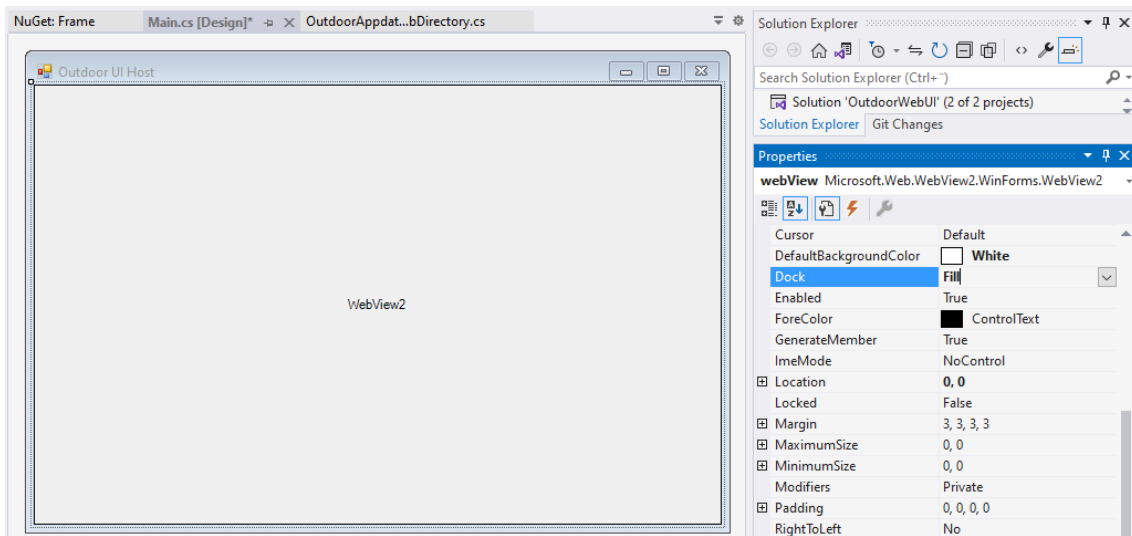 NuGet: Frame
Main.cs [Design]*
OutdoorAppdat...bDirectory.cs
Outdoor UI Host
WebView2
Solution Explorer
Search Solution Explorer (Ctrl+¨)
Solution 'OutdoorWebUI' (2 of 2 projects)
Solution Explorer Git Changes
Properties
webView Microsoft.Web.WebView2.WinForms.WebView2
Cursor Default
DefaultBackgroundColor White
Dock Fill
Enabled True
ForeColor ControlText
GenerateMember True
ImeMode NoControl
Location 0, 0
Locked False
Margin 3, 3, 3, 3
MaximumSize 0, 0
MinimumSize 0, 0
Modifiers Private
Padding 0, 0, 0, 0
RightToLeft No